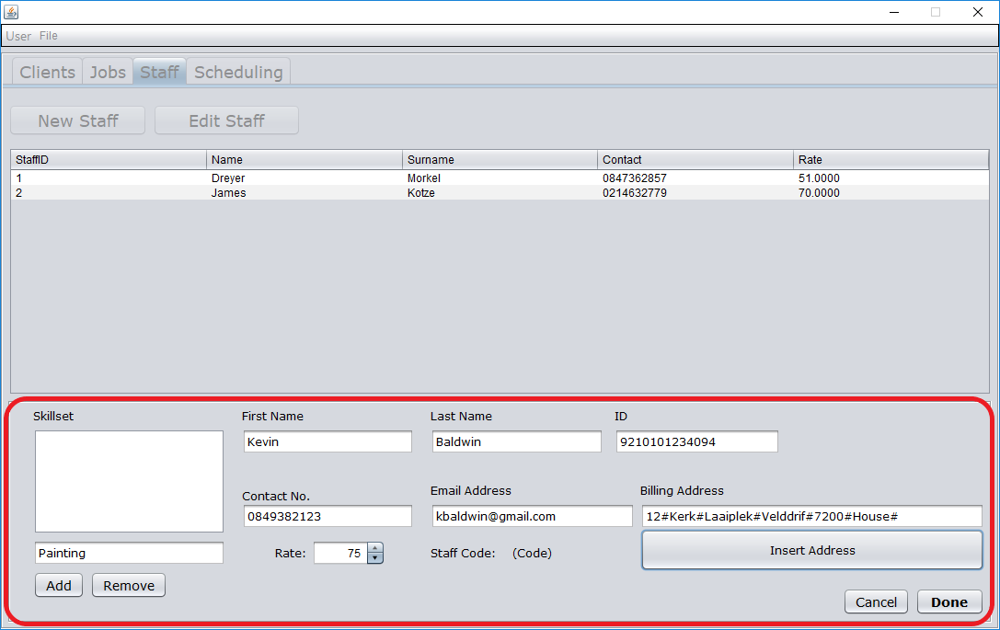 User File
Clients Jobs Staff Scheduling
New Staff Edit Staff
StaffID Name Surname Contact Rate
1 Dreyer Morkel 0847362857 51.0000
2 James Kotze 0214632779 70.0000
Skillset First Name Last Name ID
Kevin Baldwin 9210101234094
Contact No. Email Address Billing Address
0849382123 kbaldwin@gmail.com 12#Kerk#Laaiplek#Velddrif#7200#House#
Painting Rate: 75 Staff Code: (Code) Insert Address
Add Remove
Cancel Done